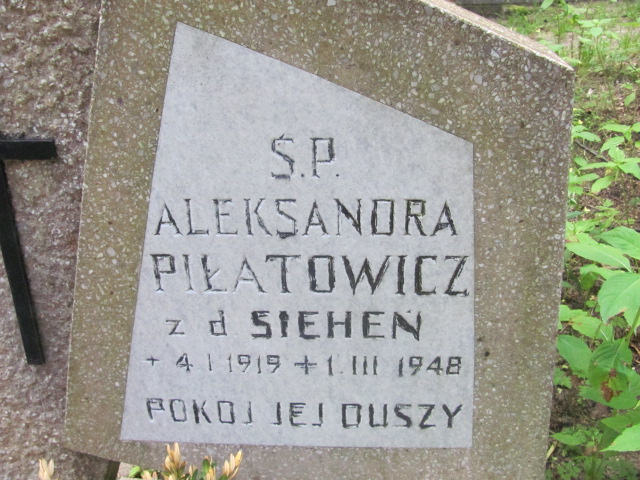 Ś.P.
ALEKSANDRA
PIŁATOWICZ
z d SIEHEŃ
+ 4 I 1919 + 1. III 1948
POKOJ JEJ DUSZY